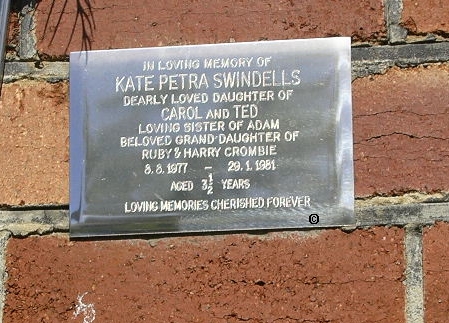 IN LOVING MEMORY OF
KATE PETRA SWINDELLS
DEARLY LOVED DAUGHTER OF
CAROL AND TED
LOVING SISTER OF ADAM
BELOVED GRAND-DAUGHTER OF
RUBY & HARRY CROMBIE
8.8.1977 – 29.1.1981
AGED 3½ YEARS
LOVING MEMORIES CHERISHED FOREVER
©